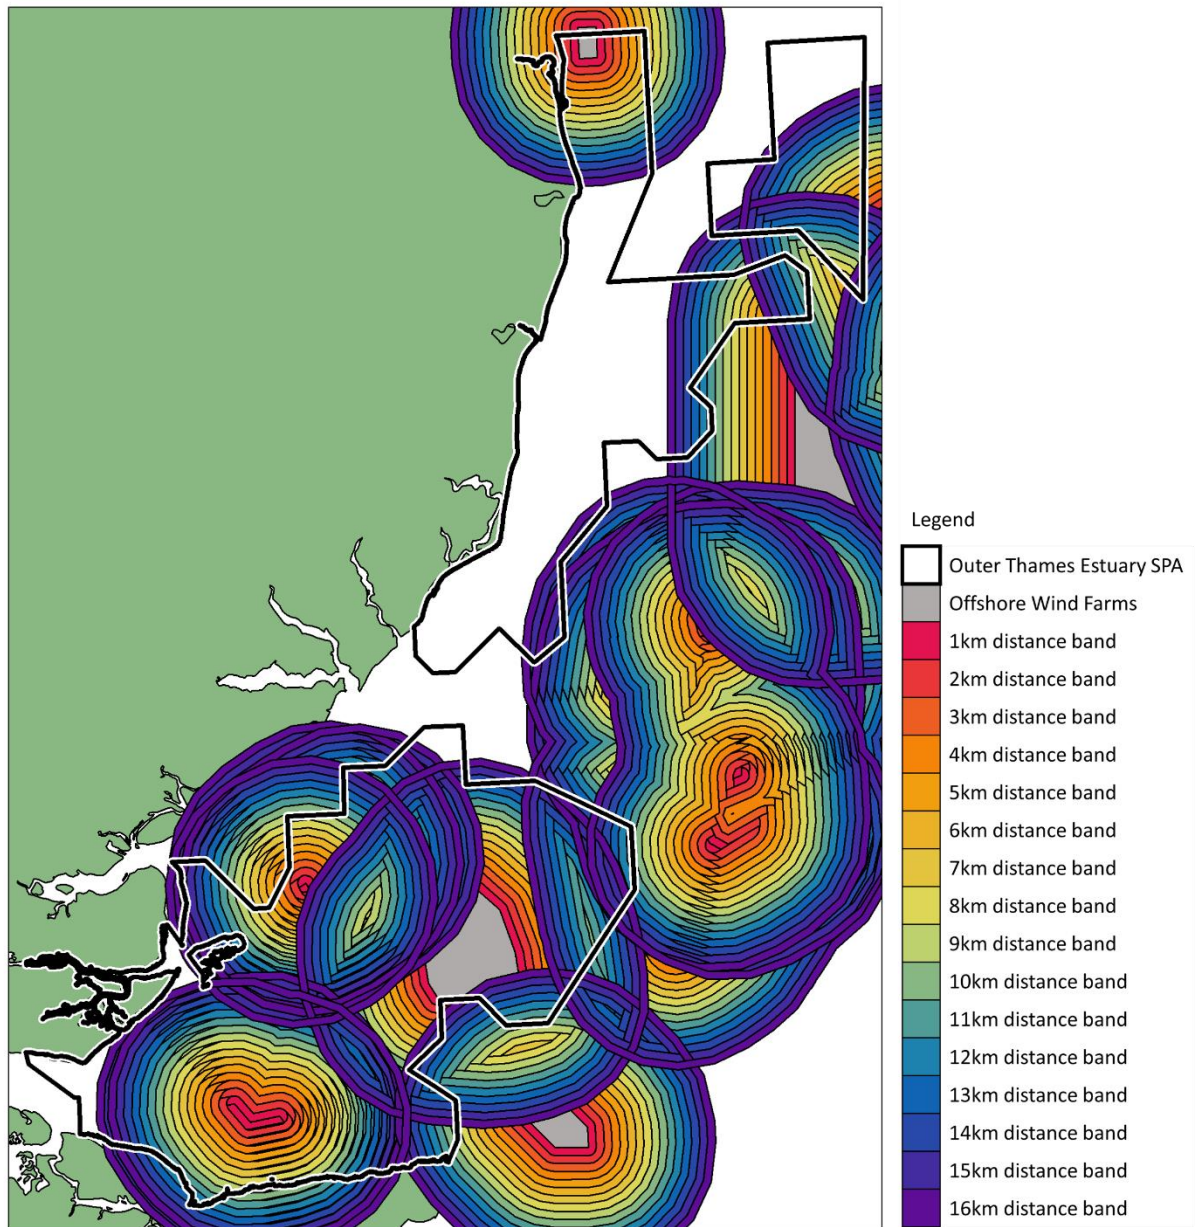 Legend
Outer Thames Estuary SPA
Offshore Wind Farms
1km distance band
2km distance band
3km distance band
4km distance band
5km distance band
6km distance band
7km distance band
8km distance band
9km distance band
10km distance band
11km distance band
12km distance band
13km distance band
14km distance band
15km distance band
16km distance band